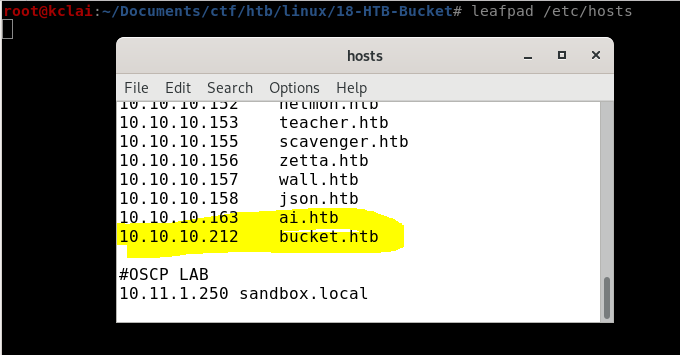 root@kclai:~/Documents/ctf/htb/linux/18-HTB-Bucket# leafpad /etc/hosts
hosts
File Edit Search Options Help
10.10.10.152 netmon.htb
10.10.10.153 teacher.htb
10.10.10.155 scavenger.htb
10.10.10.156 zetta.htb
10.10.10.157 wall.htb
10.10.10.158 json.htb
10.10.10.163 ai.htb
10.10.10.212 bucket.htb
#OSCP LAB
10.11.1.250 sandbox.local